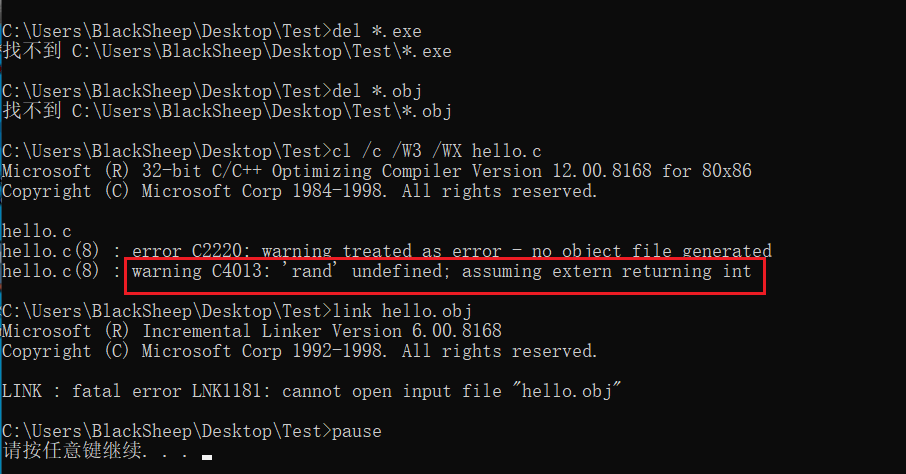 C:\Users\BlackSheep\Desktop\Test>del *.exe
找不到 C:\Users\BlackSheep\Desktop\Test\*.exe
C:\Users\BlackSheep\Desktop\Test>del *.obj
找不到 C:\Users\BlackSheep\Desktop\Test\*.obj
C:\Users\BlackSheep\Desktop\Test>cl /c /W3 /WX hello.c
Microsoft (R) 32-bit C/C++ Optimizing Compiler Version 12.00.8168 for 80x86
Copyright (C) Microsoft Corp 1984-1998. All rights reserved.
hello.c
hello.c(8) : error C2220: warning treated as error - no object file generated
hello.c(8) : warning C4013: 'rand' undefined; assuming extern returning int
C:\Users\BlackSheep\Desktop\Test>link hello.obj
Microsoft (R) Incremental Linker Version 6.00.8168
Copyright (C) Microsoft Corp 1992-1998. All rights reserved.
LINK : fatal error LNK1181: cannot open input file "hello.obj"
C:\Users\BlackSheep\Desktop\Test>pause
请按任意键继续. . .